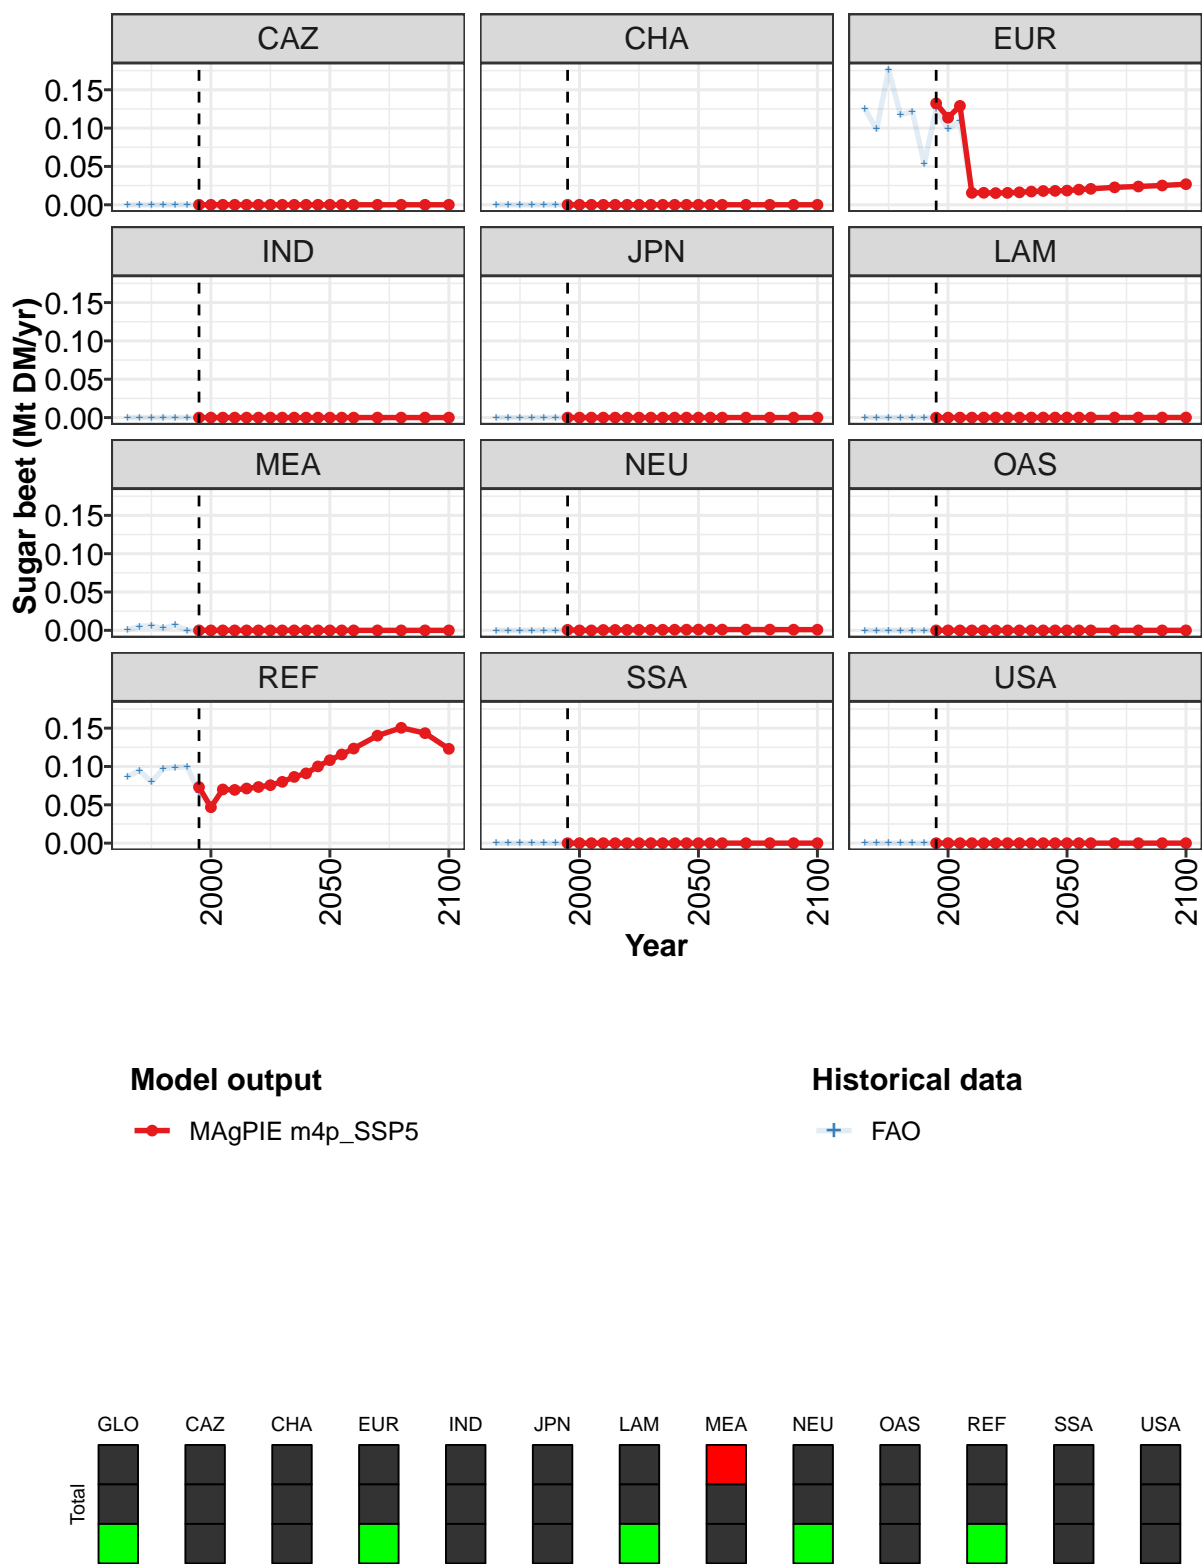 CAZ CHA EUR
0.15
0.10
0.05
0.00
IND JPN LAM
0.15
0.10
0.05
0.00
MEA NEU OAS
0.15
0.10
0.05
0.00
REF SSA USA
0.15
0.10
0.05
0.00
Sugar beet (Mt DM/yr)
2000 2050 2100 2000 2050 2100 2000 2050 2100
Year
Model output Historical data
MAgPIE m4p_SSP5 FAO
GLO CAZ CHA EUR IND JPN LAM MEA NEU OAS REF SSA USA
Total